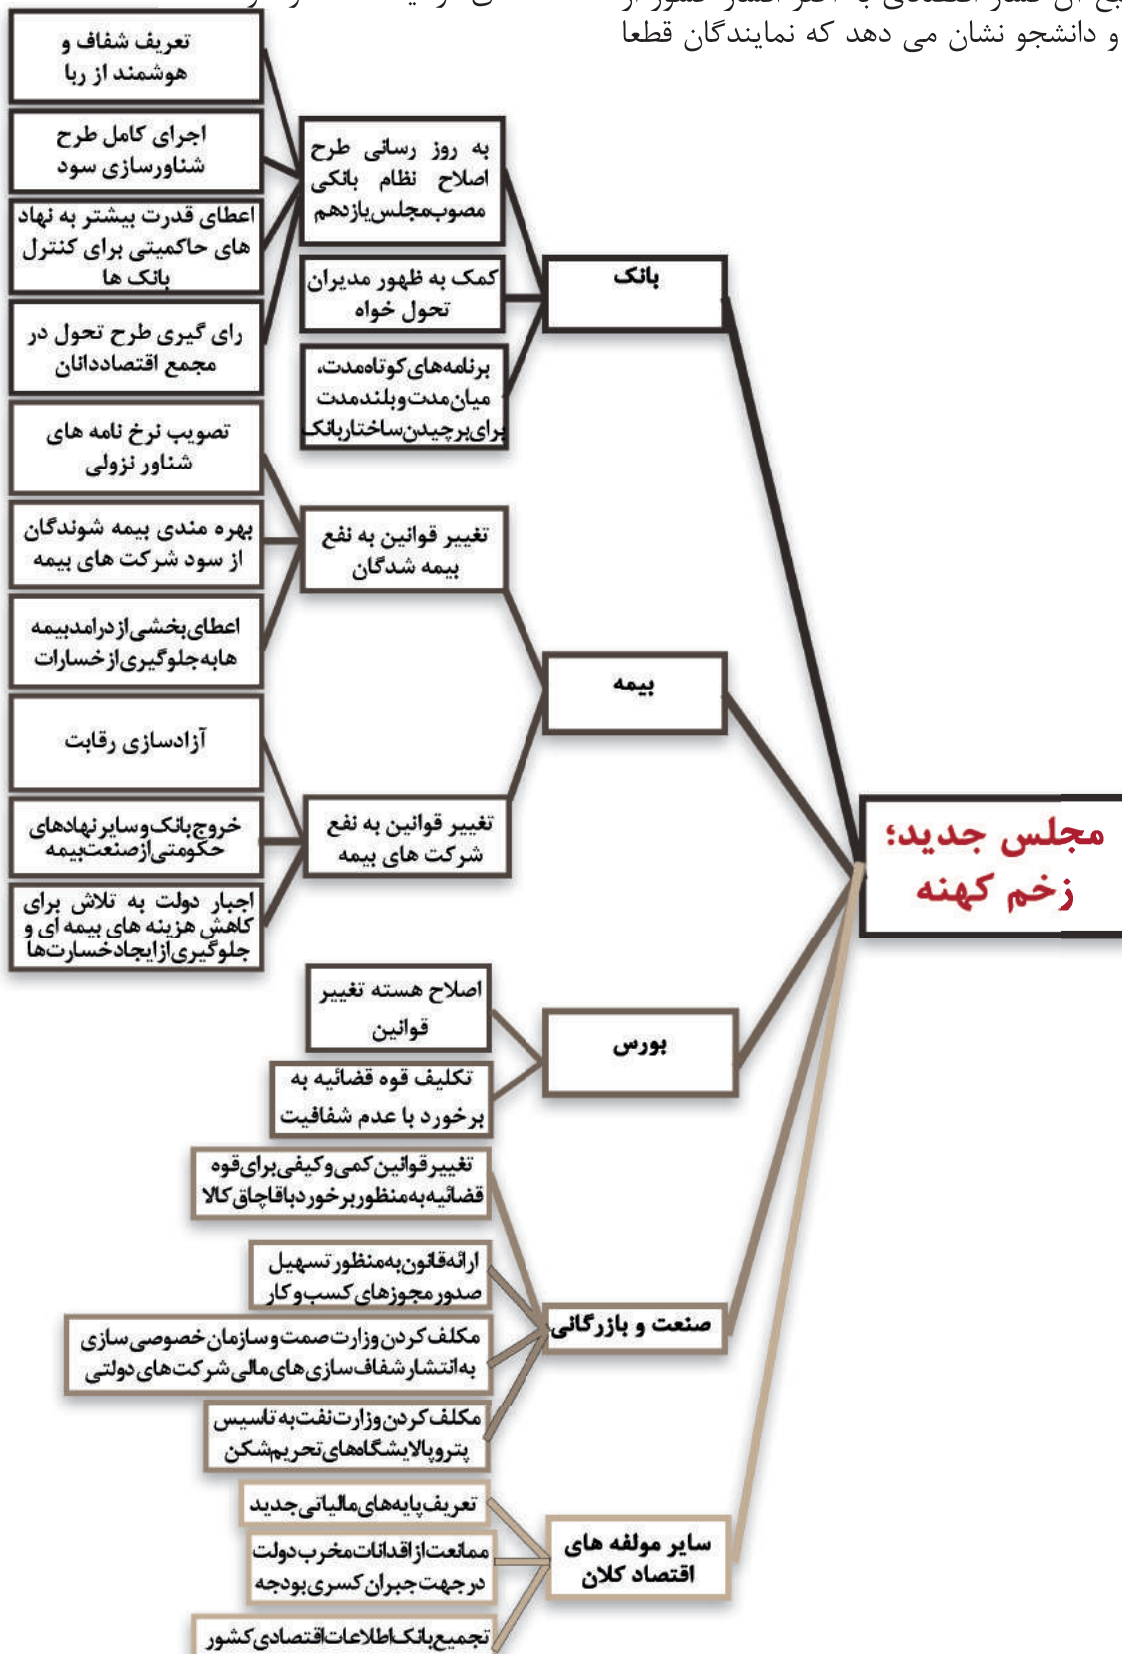 و دانشجو نشان می دهد که نمایندگان قطعا
مجلس جدید؛
زخم کهنه
بانک
به روز رسانی طرح
اصلاح نظام بانکی
مصوب مجلس یازدهم
تعریف شفاف و
هوشمند از ربا
اجرای کامل طرح
شناورسازی سود
اعطای قدرت بیشتر به نهاد
های حاکمیتی برای کنترل
بانک ها
رای گیری طرح تحول در
مجمع اقتصاددانان
کمک به ظهور مدیران
تحول خواه
برنامه‌های کوتاه مدت،
میان مدت و بلند مدت
برای برچیدن ساختار بانک
بیمه
تغییر قوانین به نفع
بیمه شدگان
تصویب نرخ نامه های
شناور نزولی
بهره مندی بیمه شوندگان
از سود شرکت های بیمه
اعطای بخشی از درامد بیمه
ها به جلوگیری از خسارات
تغییر قوانین به نفع
شرکت های بیمه
آزادسازی رقابت
خروج بانک و سایر نهادهای
حکومتی از صنعت بیمه
اجبار دولت به تلاش برای
کاهش هزینه های بیمه ای و
جلوگیری از ایجاد خسارت‌ها
بورس
اصلاح هسته تغییر
قوانین
تکلیف قوه قضائیه به
برخورد با عدم شفافیت
صنعت و بازرگانی
تغییر قوانین کمی و کیفی برای قوه
قضائیه به منظور برخورد با قاچاق کالا
ارائه قانون به منظور تسهیل
صدور مجوزهای کسب و کار
مکلف کردن وزارت صمت و سازمان خصوصی سازی
به انتشار شفاف سازی های مالی شرکت های دولتی
مکلف کردن وزارت نفت به تاسیس
پتروپالایشگاه‌های تحریم شکن
سایر مولفه های
اقتصاد کلان
تعریف پایه‌های مالیاتی جدید
ممانعت از اقدانات مخرب دولت
در جهت جبران کسری بودجه
تجمیع بانک اطلاعات اقتصادی کشور